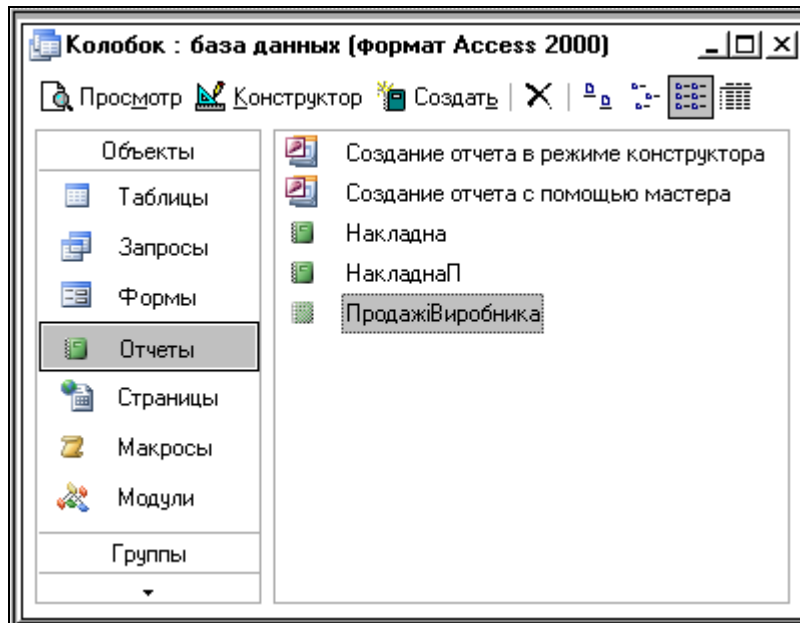 Колобок : база данных (формат Access 2000)
Просмотр Конструктор Создать
Объекты
Таблицы
Запросы
Формы
Отчеты
Страницы
Макросы
Модули
Группы
Создание отчета в режиме конструктора
Создание отчета с помощью мастера
Накладна
НакладнаП
ПродажіВиробника